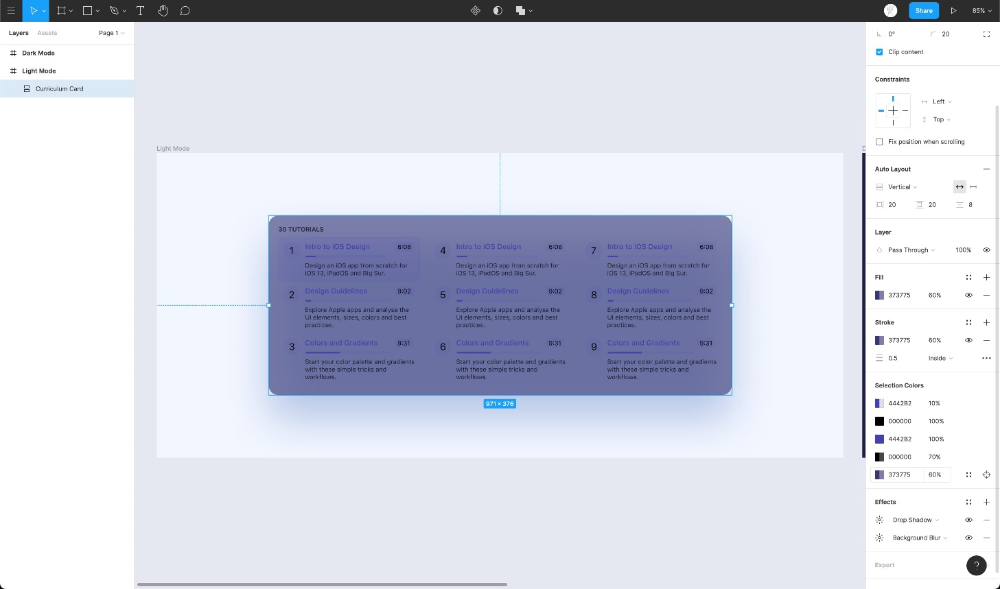 Share
85%
Layers
Assets
Page 1
Dark Mode
Light Mode
Curriculum Card
Light Mode
D
30 TUTORIALS
1
Intro to iOS Design
6:08
Design an iOS app from scratch for
iOS 13, iPadOS and Big Sur.
2
Design Guidelines
9:02
Explore Apple apps and analyse the
UI elements, sizes, colors and best
practices.
3
Colors and Gradients
9:31
Start your color palette and gradients
with these simple tricks and
workflows.
4
Intro to iOS Design
6:08
Design an iOS app from scratch for
iOS 13, iPadOS and Big Sur.
5
Design Guidelines
9:02
Explore Apple apps and analyse the
UI elements, sizes, colors and best
practices.
6
Colors and Gradients
9:31
Start your color palette and gradients
with these simple tricks and
workflows.
7
Intro to iOS Design
6:08
Design an iOS app from scratch for
iOS 13, iPadOS and Big Sur.
8
Design Guidelines
9:02
Explore Apple apps and analyse the
UI elements, sizes, colors and best
practices.
9
Colors and Gradients
9:31
Start your color palette and gradients
with these simple tricks and
workflows.
971 × 376
0°
20
Clip content
Constraints
Left
Top
Fix position when scrolling
Auto Layout
Vertical
20
20
8
Layer
Pass Through
100%
Fill
373775
60%
Stroke
373775
60%
0.5
Inside
Selection Colors
4442B2
10%
000000
100%
4442B2
100%
000000
70%
373775
60%
Effects
Drop Shadow
Background Blur
Export
?